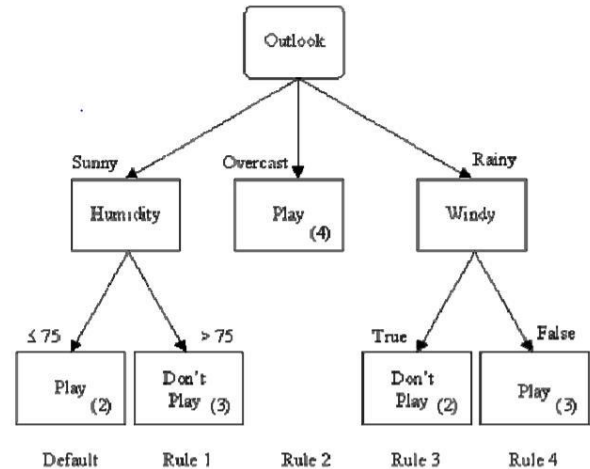 Outlook
Sunny
Overcast
Rainy
Humidity
Play
(4)
Windy
≤ 75
> 75
True
False
Play
(2)
Don't
Play (3)
Don't
Play (2)
Play
(3)
Default
Rule 1
Rule 2
Rule 3
Rule 4